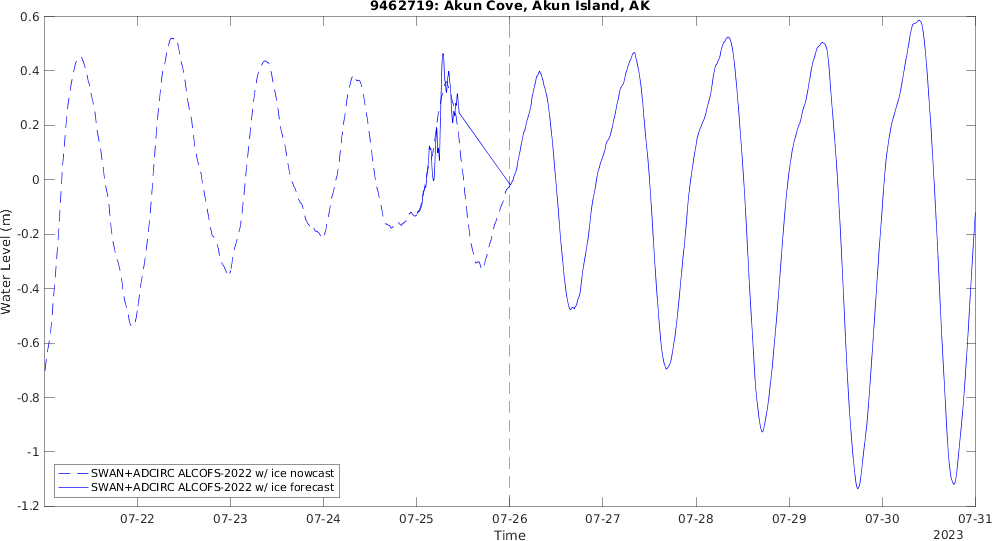 9462719: Akun Cove, Akun Island, AK
0.6
0.4
0.2
0
-0.2
-0.4
-0.6
-0.8
-1
-1.2
Water Level (m)
SWAN+ADCIRC ALCOFS-2022 w/ ice nowcast
SWAN+ADCIRC ALCOFS-2022 w/ ice forecast
07-22 07-23 07-24 07-25 07-26 07-27 07-28 07-29 07-30 07-31
Time
2023